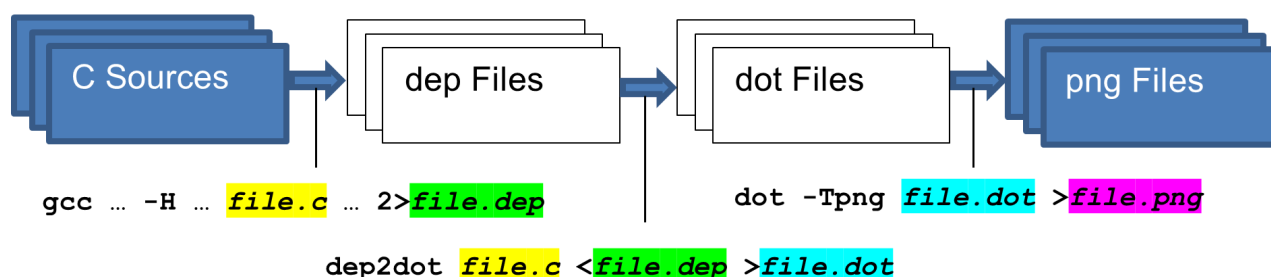 C Sources
dep Files
dot Files
png Files
gcc … -H … file.c … 2>file.dep
dot -Tpng file.dot >file.png
dep2dot file.c <file.dep >file.dot